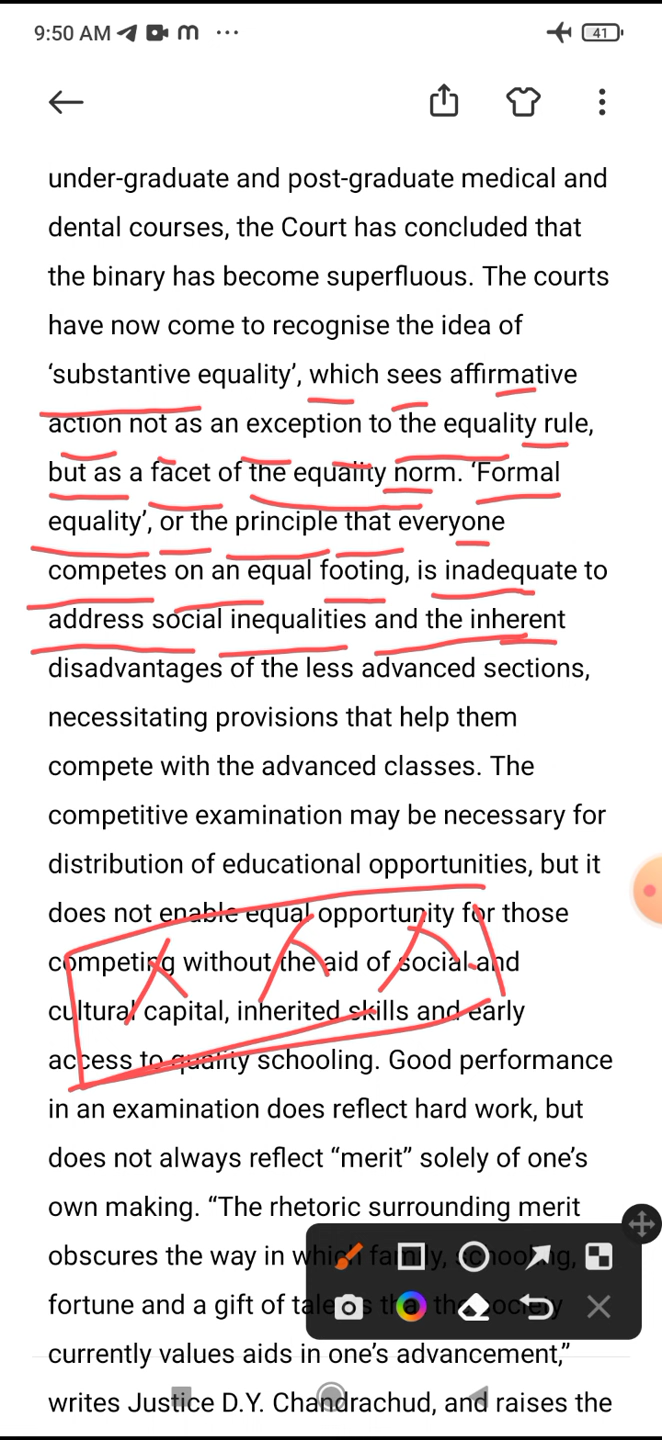 9:50 AM m ...
41
under-graduate and post-graduate medical and
dental courses, the Court has concluded that
the binary has become superfluous. The courts
have now come to recognise the idea of
‘substantive equality’, which sees affirmative
action not as an exception to the equality rule,
but as a facet of the equality norm. ‘Formal
equality’, or the principle that everyone
competes on an equal footing, is inadequate to
address social inequalities and the inherent
disadvantages of the less advanced sections,
necessitating provisions that help them
compete with the advanced classes. The
competitive examination may be necessary for
distribution of educational opportunities, but it
does not enable equal opportunity for those
competing without the aid of social and
cultural capital, inherited skills and early
access to quality schooling. Good performance
in an examination does reflect hard work, but
does not always reflect “merit” solely of one’s
own making. “The rhetoric surrounding merit
obscures the way in which family, schooling,
fortune and a gift of talents that the society
currently values aids in one’s advancement,”
writes Justice D.Y. Chandrachud, and raises the